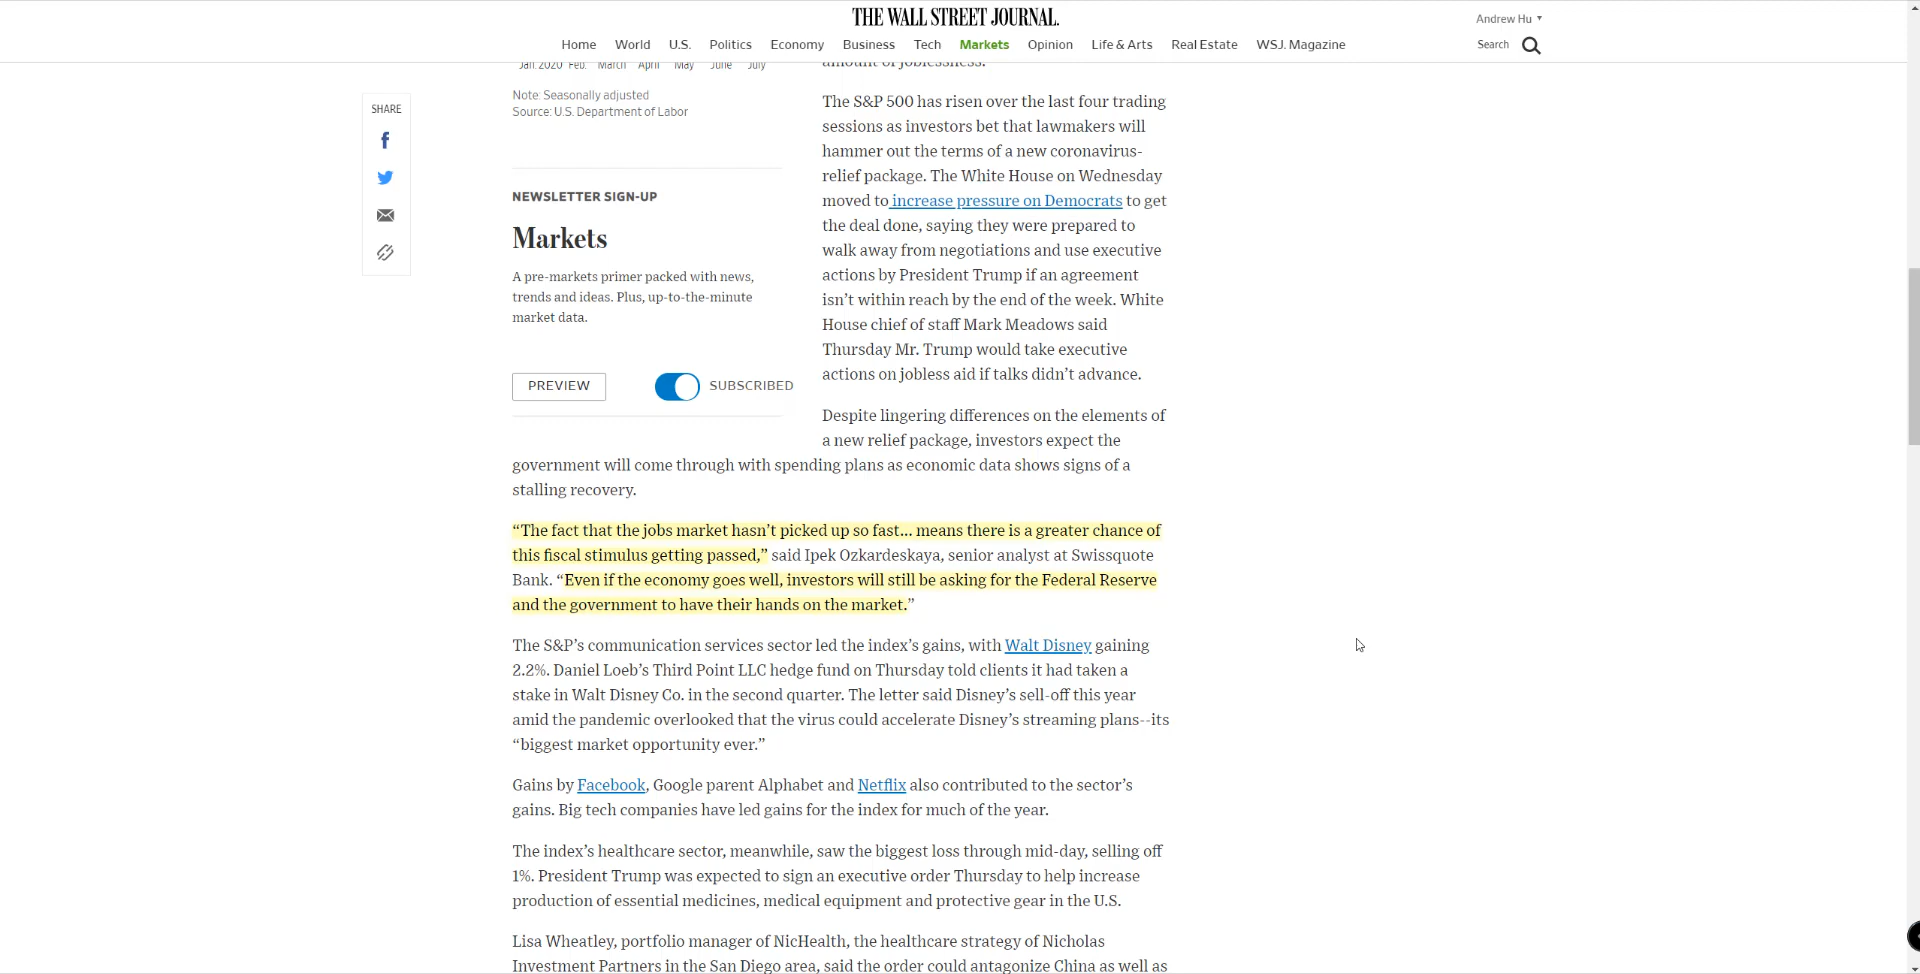 THE WALL STREET JOURNAL.
Andrew Hu
Home World U.S. Politics Economy Business Tech Markets Opinion Life & Arts Real Estate WSJ. Magazine
Search
Jan. 2020 Feb. March April May June July
Note: Seasonally adjusted
Source: U.S. Department of Labor
SHARE
NEWSLETTER SIGN-UP
Markets
A pre-markets primer packed with news,
trends and ideas. Plus, up-to-the-minute
market data.
PREVIEW
SUBSCRIBED
amount of joblessness.
The S&P 500 has risen over the last four trading
sessions as investors bet that lawmakers will
hammer out the terms of a new coronavirus-
relief package. The White House on Wednesday
moved to increase pressure on Democrats to get
the deal done, saying they were prepared to
walk away from negotiations and use executive
actions by President Trump if an agreement
isn’t within reach by the end of the week. White
House chief of staff Mark Meadows said
Thursday Mr. Trump would take executive
actions on jobless aid if talks didn’t advance.
Despite lingering differences on the elements of
a new relief package, investors expect the
government will come through with spending plans as economic data shows signs of a
stalling recovery.
“The fact that the jobs market hasn’t picked up so fast... means there is a greater chance of
this fiscal stimulus getting passed,” said Ipek Ozkardeskaya, senior analyst at Swissquote
Bank. “Even if the economy goes well, investors will still be asking for the Federal Reserve
and the government to have their hands on the market.”
The S&P’s communication services sector led the index’s gains, with Walt Disney gaining
2.2%. Daniel Loeb’s Third Point LLC hedge fund on Thursday told clients it had taken a
stake in Walt Disney Co. in the second quarter. The letter said Disney’s sell-off this year
amid the pandemic overlooked that the virus could accelerate Disney’s streaming plans--its
“biggest market opportunity ever.”
Gains by Facebook, Google parent Alphabet and Netflix also contributed to the sector’s
gains. Big tech companies have led gains for the index for much of the year.
The index’s healthcare sector, meanwhile, saw the biggest loss through mid-day, selling off
1%. President Trump was expected to sign an executive order Thursday to help increase
production of essential medicines, medical equipment and protective gear in the U.S.
Lisa Wheatley, portfolio manager of NicHealth, the healthcare strategy of Nicholas
Investment Partners in the San Diego area, said the order could antagonize China as well as